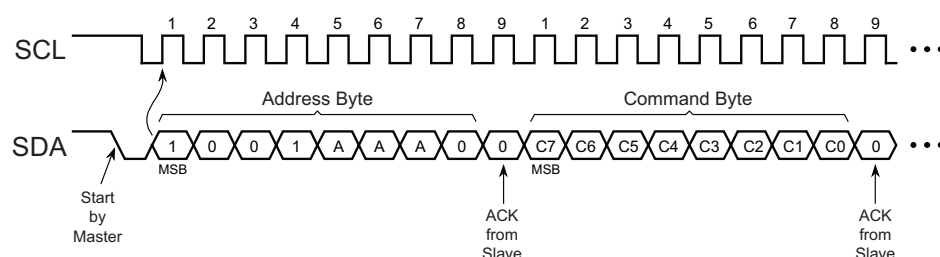 1 2 3 4 5 6 7 8 9 1 2 3 4 5 6 7 8 9
SCL
Address Byte Command Byte
SDA 1 0 0 1 A A A 0 0 C7 C6 C5 C4 C3 C2 C1 C0 0
MSB MSB
Start
by
Master
ACK
from
Slave
ACK
from
Slave